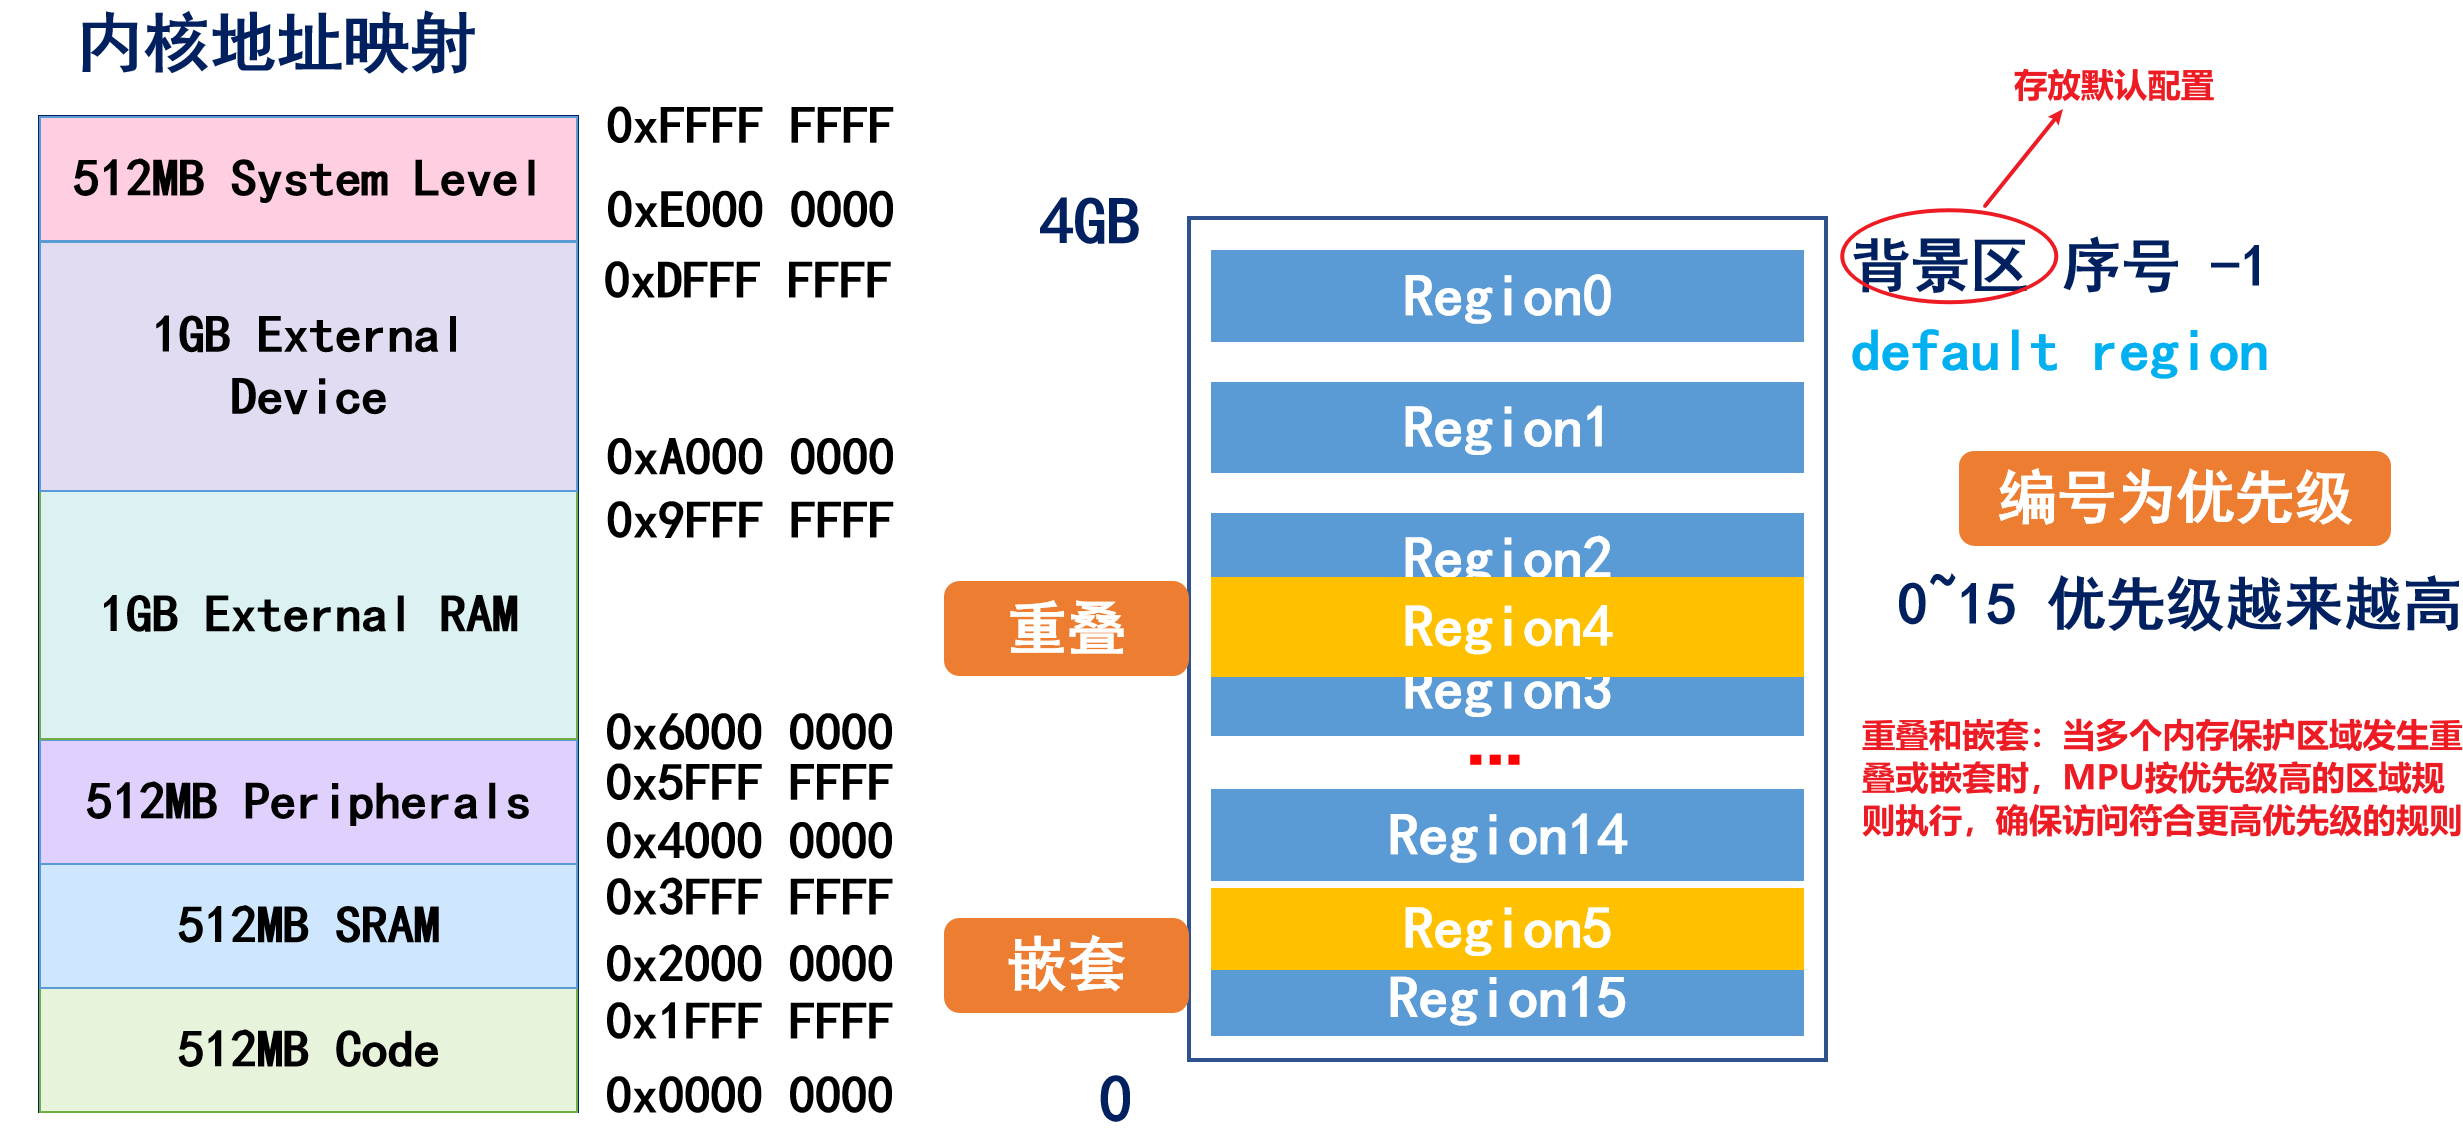 内核地址映射
512MB System Level
1GB External
Device
1GB External RAM
512MB Peripherals
512MB SRAM
512MB Code
0xFFFF FFFF
0xE000 0000
0xDFFF FFFF
0xA000 0000
0x9FFF FFFF
0x6000 0000
0x5FFF FFFF
0x4000 0000
0x3FFF FFFF
0x2000 0000
0x1FFF FFFF
0x0000 0000
4GB
重叠
嵌套
0
Region0
Region1
Region2
Region4
Region3
...
Region14
Region5
Region15
存放默认配置
背景区 序号 -1
default region
编号为优先级
0~15 优先级越来越高
重叠和嵌套：当多个内存保护区域发生重
叠或嵌套时，MPU按优先级高的区域规
则执行，确保访问符合更高优先级的规则